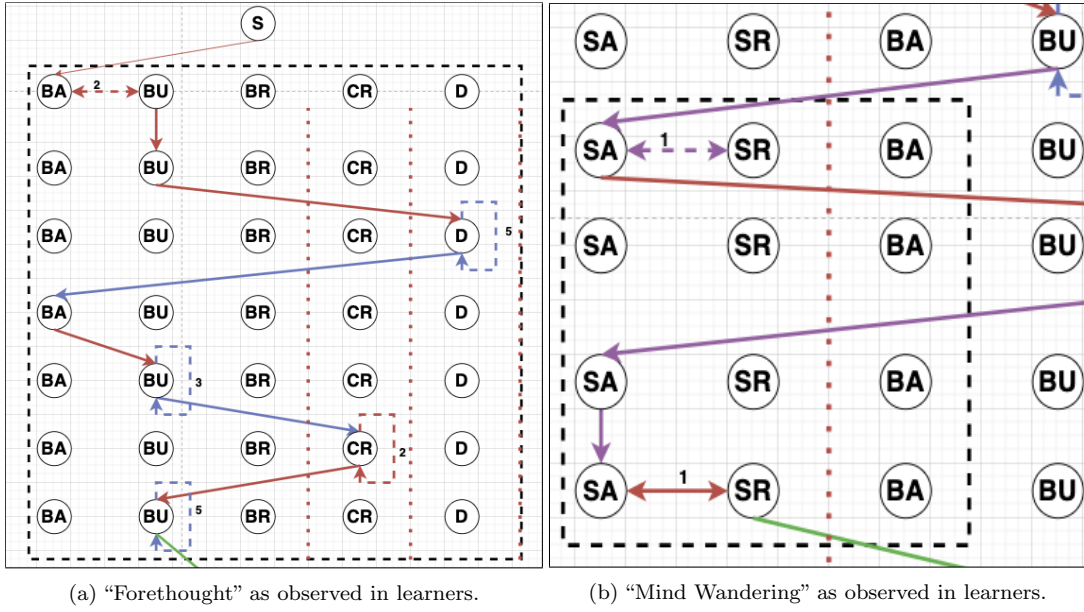 S
BA 2 BU BR CR D
BA BU BR CR D
BA BU BR CR D 5
BA BU BR CR D
BA BU 3 BR CR D
BA BU BR CR 2 D
BA BU 5 BR CR D
(a) “Forethought” as observed in learners.
SA SR BA BU
SA 1 SR BA BU
SA SR BA BU
SA SR BA BU
SA 1 SR BA BU
(b) “Mind Wandering” as observed in learners.